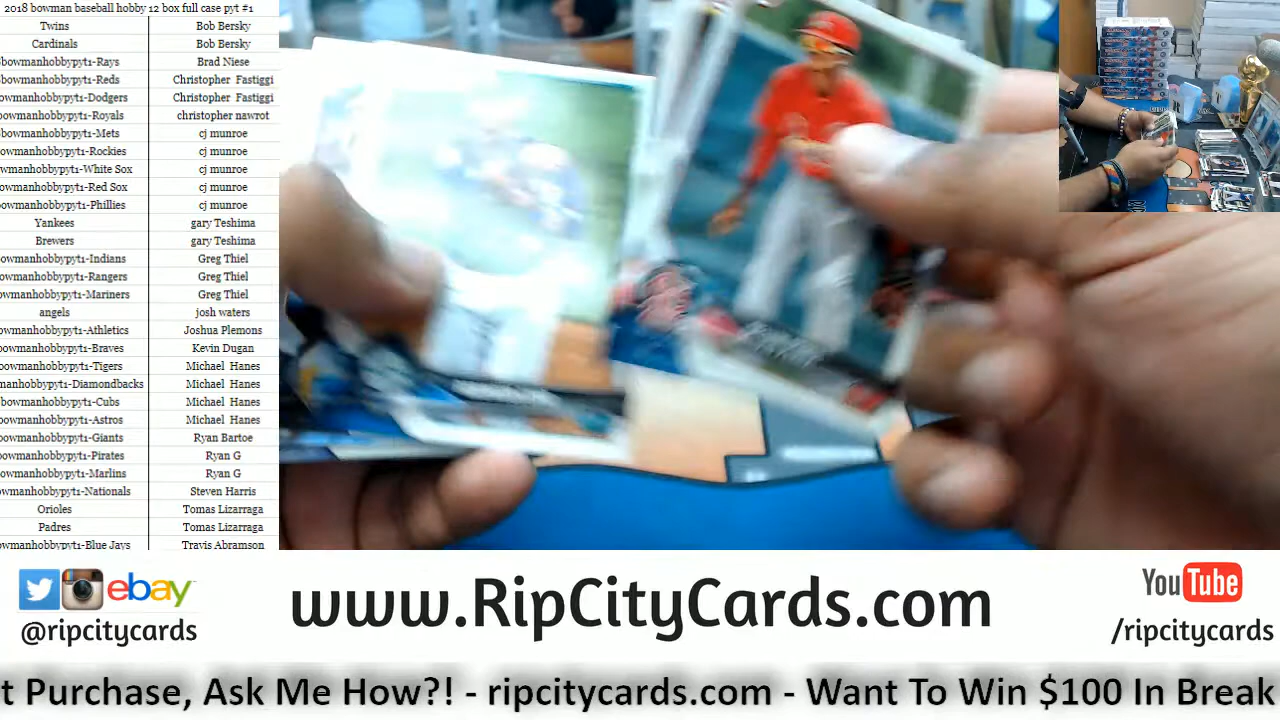 2018 bowman baseball hobby 12 box full case pyt #1
Twins Bob Bersky
Cardinals Bob Bersky
bowmanhobbypyt1-Rays Brad Niese
bowmanhobbypyt1-Reds Christopher Fastiggi
owmanhobbypyt1-Dodgers Christopher Fastiggi
owmanhobbypyt1-Royals christopher nawrot
bowmanhobbypyt1-Mets cj munroe
owmanhobbypyt1-Rockies cj munroe
wmanhobbypyt1-White Sox cj munroe
wmanhobbypyt1-Red Sox cj munroe
owmanhobbypyt1-Phillies cj munroe
Yankees gary Teshima
Brewers gary Teshima
owmanhobbypyt1-Indians Greg Thiel
owmanhobbypyt1-Rangers Greg Thiel
owmanhobbypyt1-Mariners Greg Thiel
angels josh waters
owmanhobbypyt1-Athletics Joshua Plemons
bowmanhobbypyt1-Braves Kevin Dugan
owmanhobbypyt1-Tigers Michael Hanes
manhobbypyt1-Diamondbacks Michael Hanes
bowmanhobbypyt1-Cubs Michael Hanes
owmanhobbypyt1-Astros Michael Hanes
owmanhobbypyt1-Giants Ryan Bartoe
owmanhobbypyt1-Pirates Ryan G
owmanhobbypyt1-Marlins Ryan G
wmanhobbypyt1-Nationals Steven Harris
Orioles Tomas Lizarraga
Padres Tomas Lizarraga
owmanhobbypyt1-Blue Jays Travis Abramson
ebay
@ripcitycards
www.RipCityCards.com
YouTube
/ripcitycards
t Purchase, Ask Me How?! - ripcitycards.com - Want To Win $100 In Break